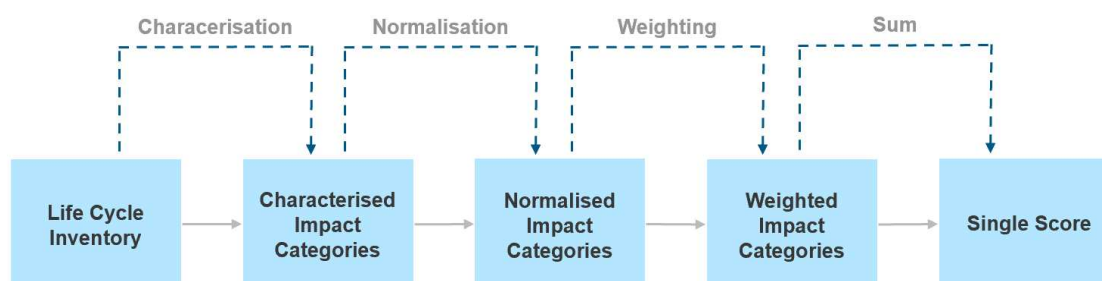 Characerisation
Normalisation
Weighting
Sum
Life Cycle
Inventory
Characterised
Impact
Categories
Normalised
Impact
Categories
Weighted
Impact
Categories
Single Score